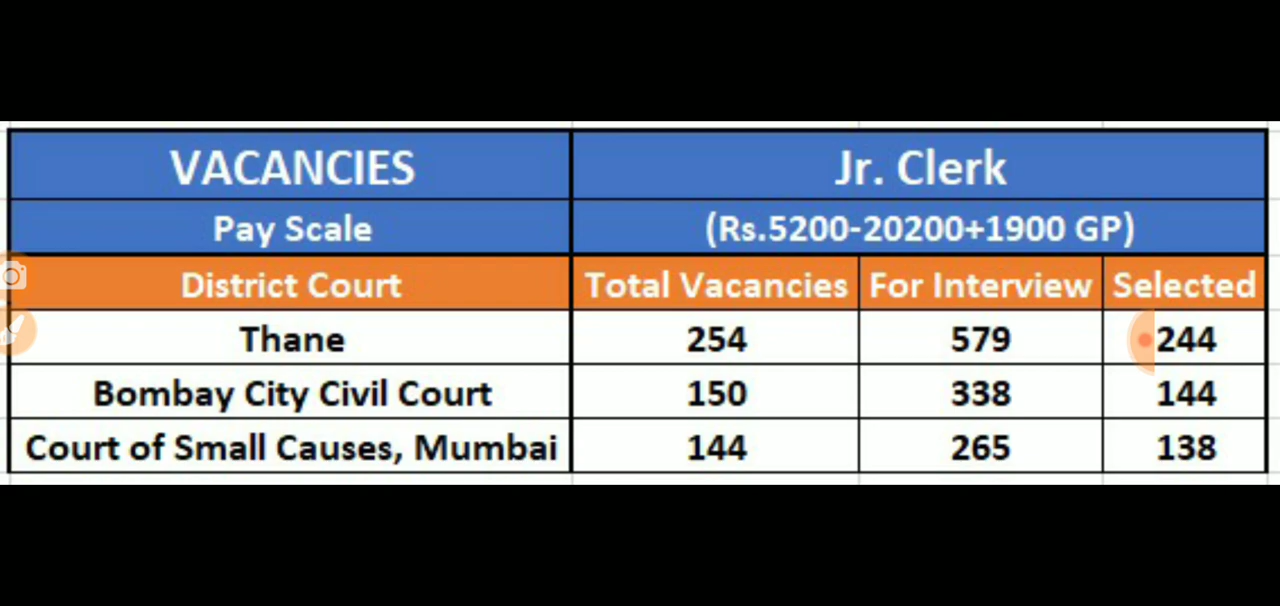 VACANCIES Jr. Clerk
Pay Scale (Rs.5200-20200+1900 GP)
District Court Total Vacancies For Interview Selected
Thane 254 579 244
Bombay City Civil Court 150 338 144
Court of Small Causes, Mumbai 144 265 138